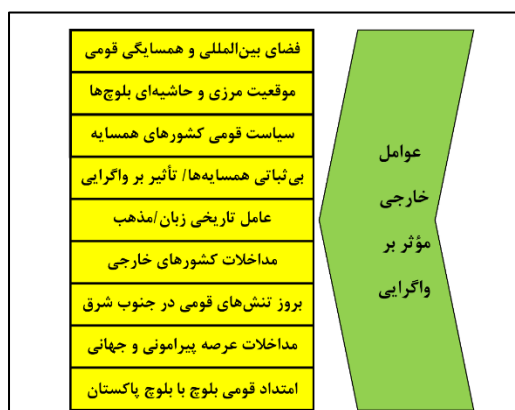 عوامل
خارجی
مؤثر بر
واگرایی
فضای بین‌المللی و همسایگی قومی
موقعیت مرزی و حاشیه‌ای بلوچ‌ها
سیاست قومی کشورهای همسایه
بی‌ثباتی همسایه‌ها/ تأثیر بر واگرایی
عامل تاریخی زبان/مذهب
مداخلات کشورهای خارجی
بروز تنش‌های قومی در جنوب شرق
مداخلات عرصه پیرامونی و جهانی
امتداد قومی بلوچ با بلوچ پاکستان